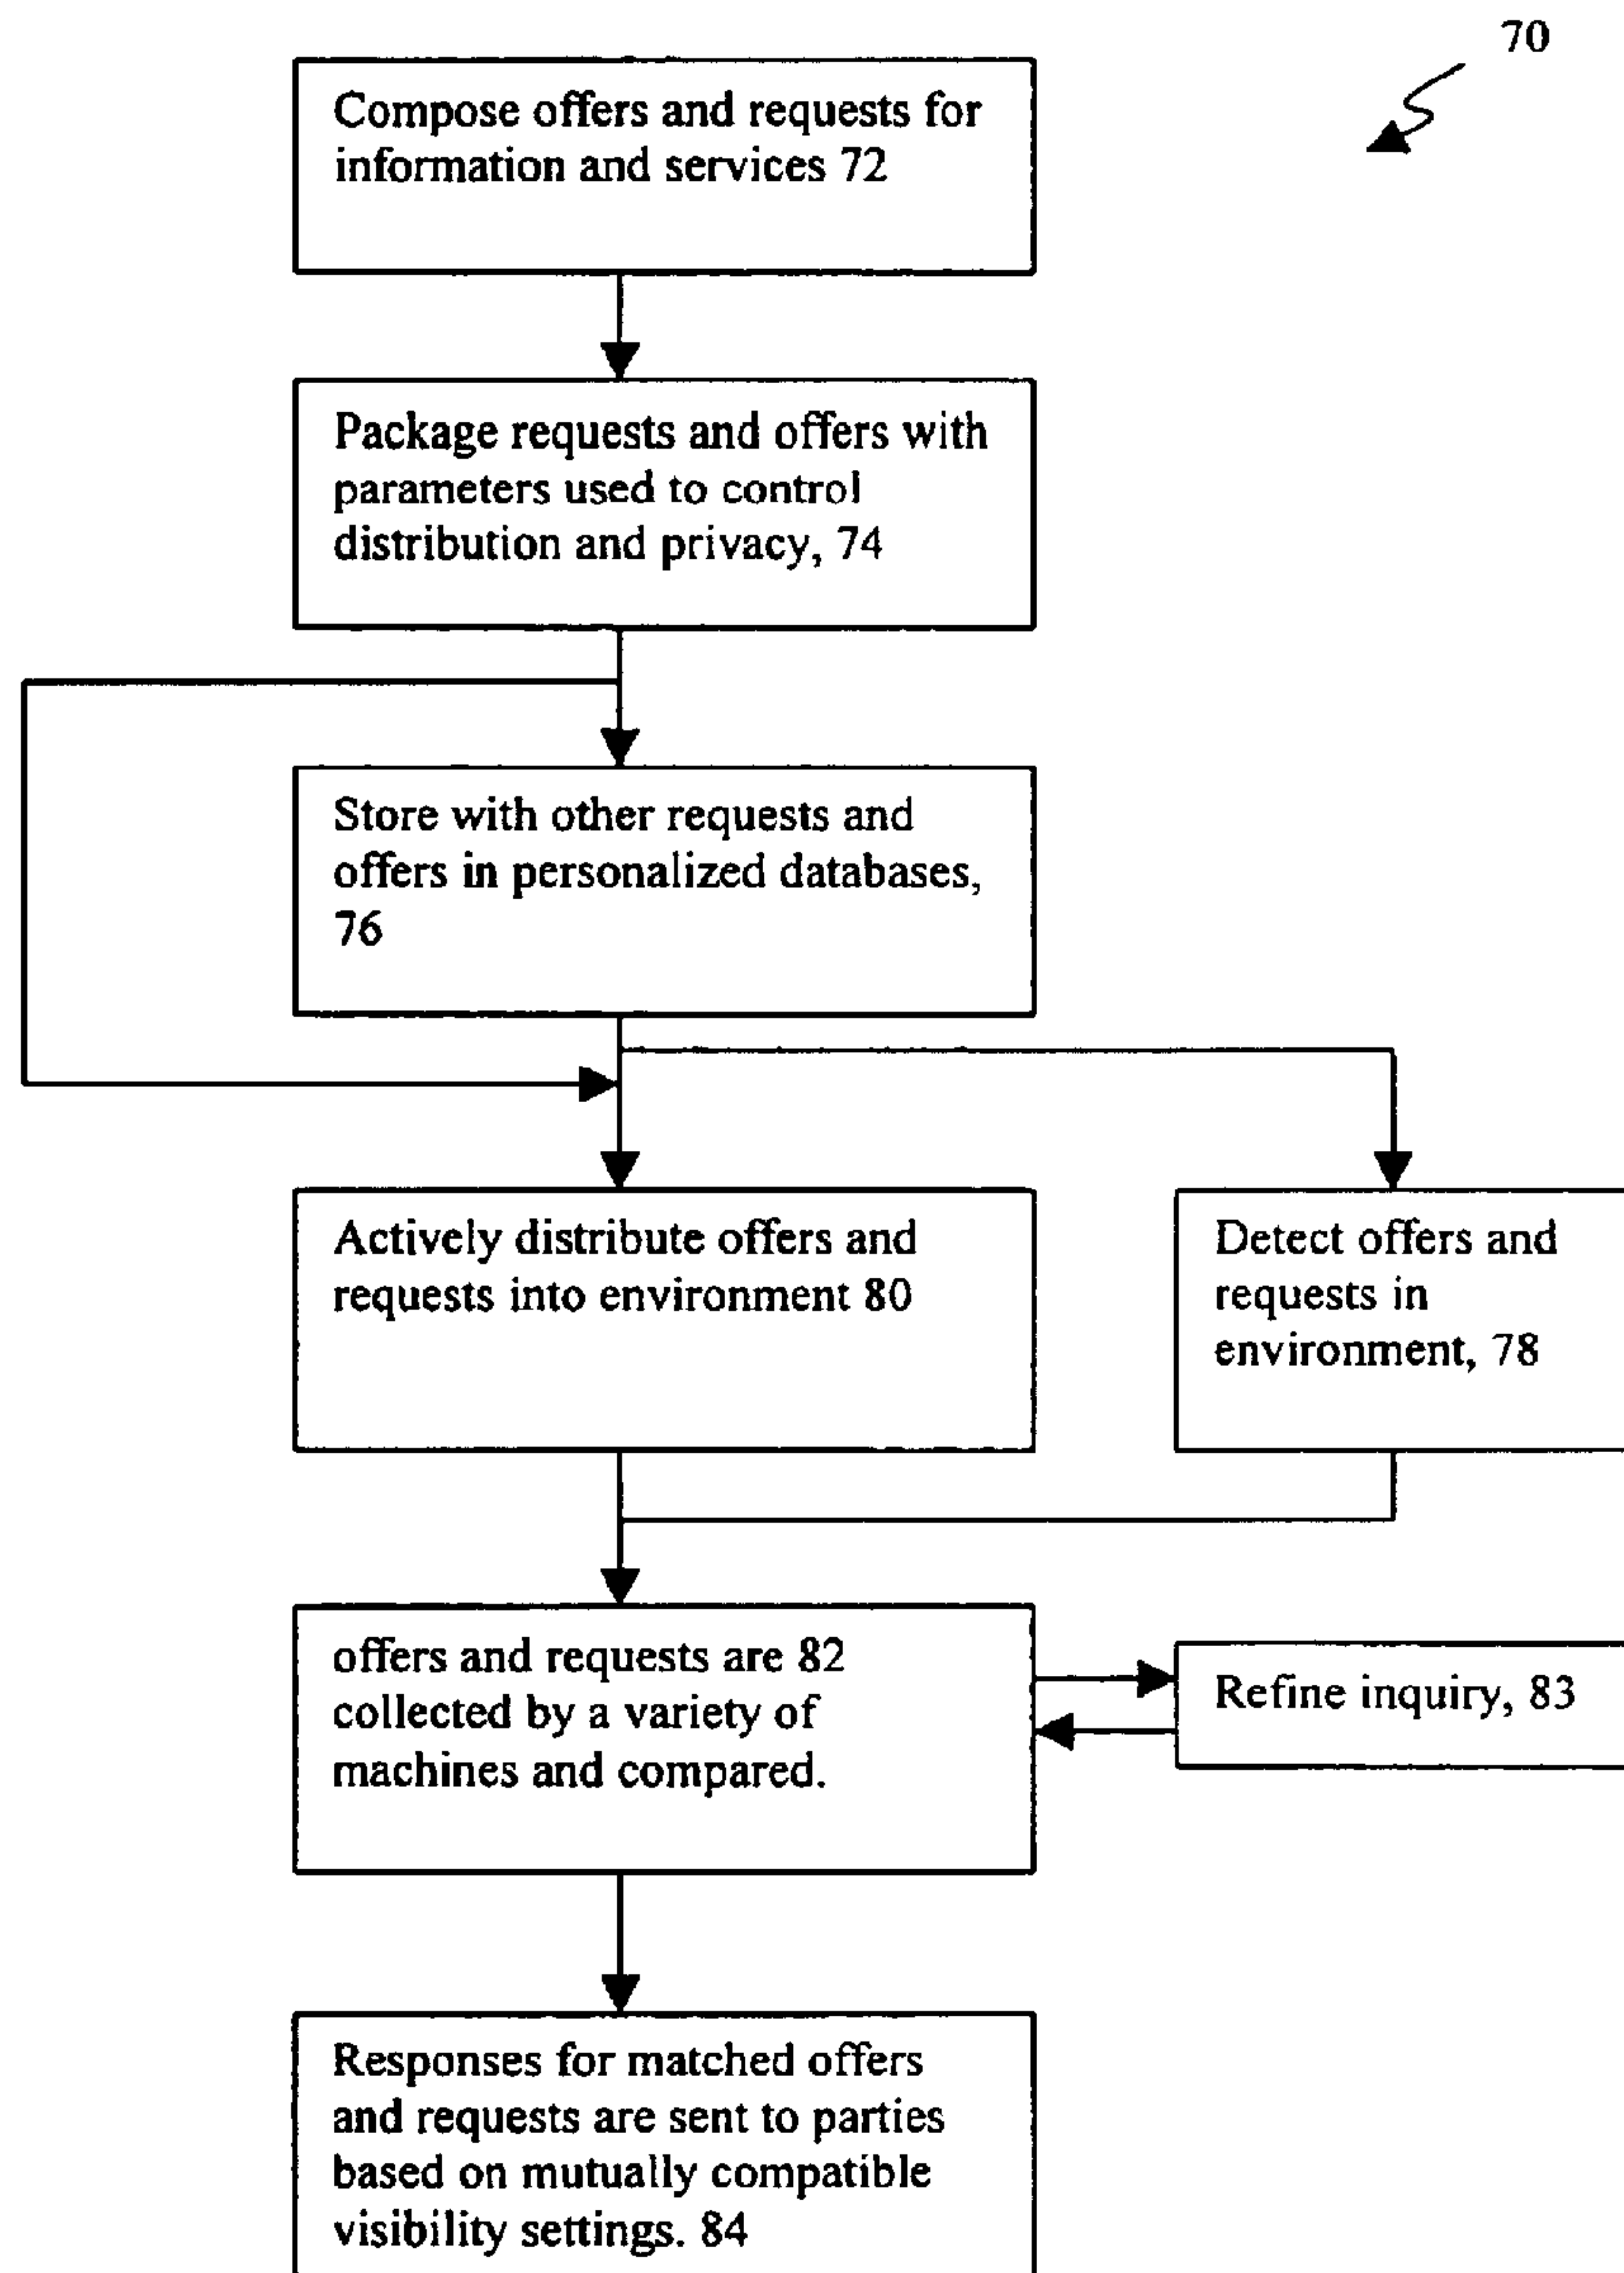 70
Compose offers and requests for
information and services 72
Package requests and offers with
parameters used to control
distribution and privacy, 74
Store with other requests and
offers in personalized databases,
76
Actively distribute offers and
requests into environment 80
Detect offers and
requests in
environment, 78
offers and requests are 82
collected by a variety of
machines and compared.
Refine inquiry, 83
Responses for matched offers
and requests are sent to parties
based on mutually compatible
visibility settings. 84